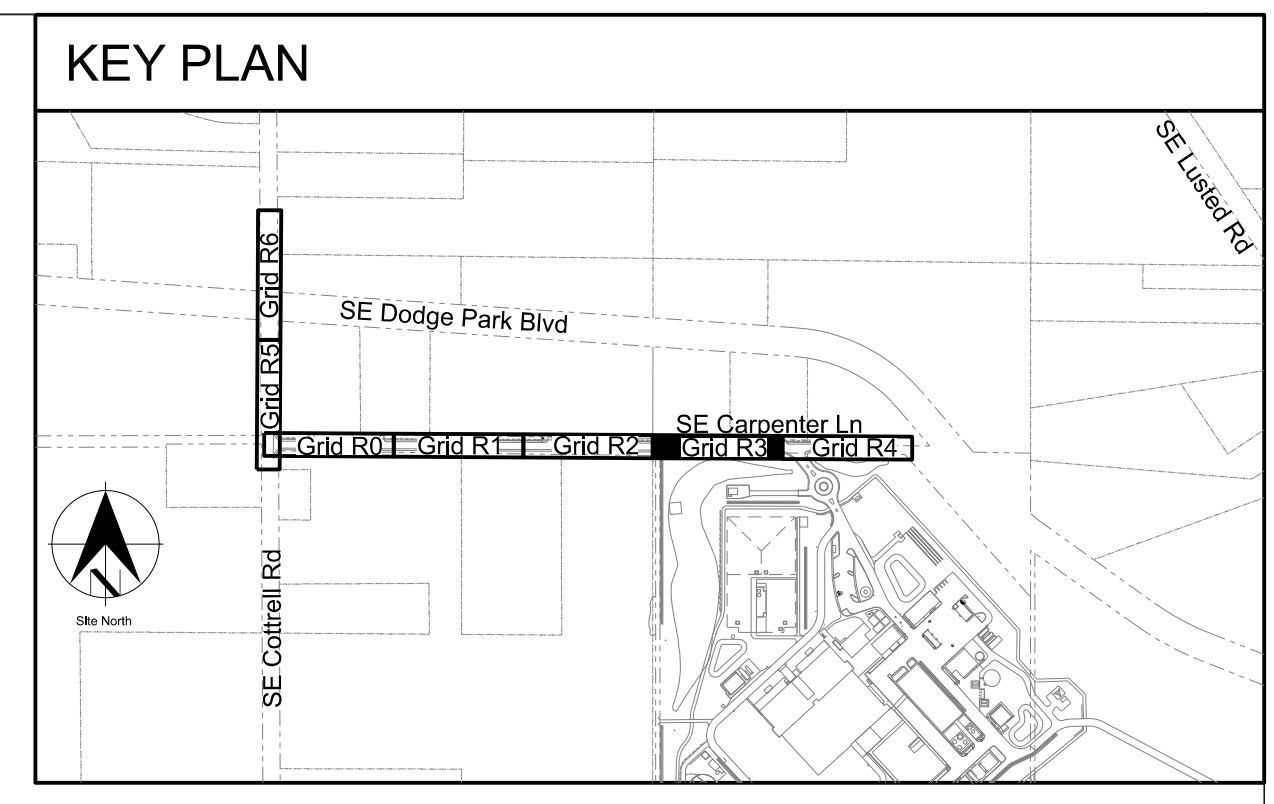 KEY PLAN
SE Lusted Rd
Grid R6
SE Dodge Park Blvd
Grid R5
SE Carpenter Ln
Grid R0
Grid R1
Grid R2
Grid R3
Grid R4
N
Site North
SE Cottrell Rd